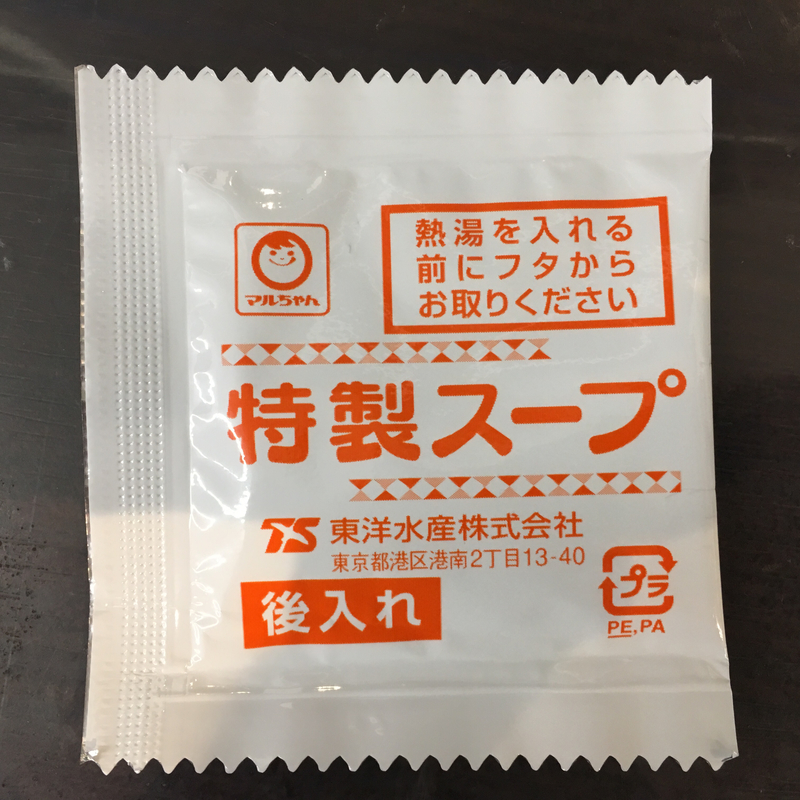 マルちゃん
熱湯を入れる
前にフタから
お取りください
特製スープ
TS 東洋水産株式会社
東京都港区港南2丁目13-40
後入れ
プラ
PE,PA